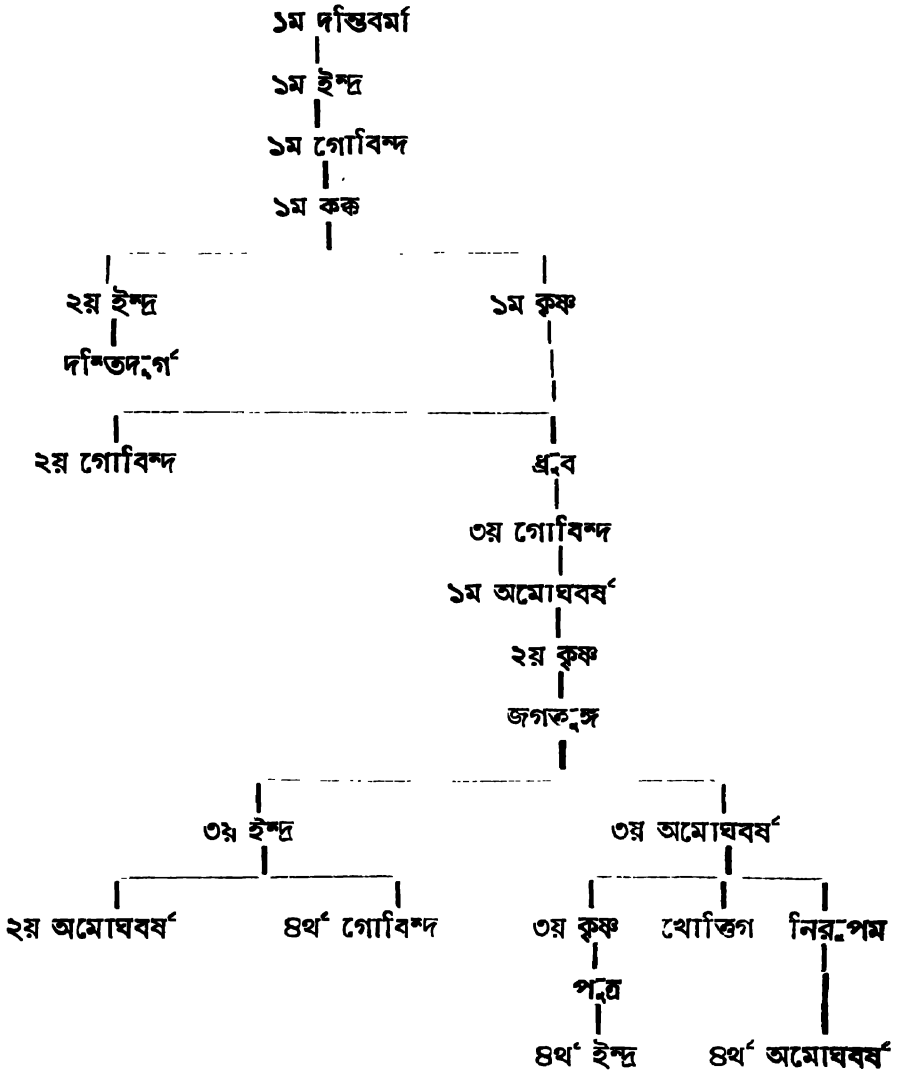 ১ম দন্তিবর্মা
১ম ইন্দ্র
১ম গোবিন্দ
১ম কক্ক
২য় ইন্দ্র ১ম কৃষ্ণ
দন্তিদুর্গ
২য় গোবিন্দ ধ্রুব
৩য় গোবিন্দ
১ম অমোঘবর্ষ
২য় কৃষ্ণ
জগত্তুঙ্গ
৩য় ইন্দ্র ৩য় অমোঘবর্ষ
২য় অমোঘবর্ষ ৪র্থ গোবিন্দ ৩য় কৃষ্ণ খোত্তিগ নিরুপম
পুত্র
৪র্থ ইন্দ্র ৪র্থ অমোঘবর্ষ